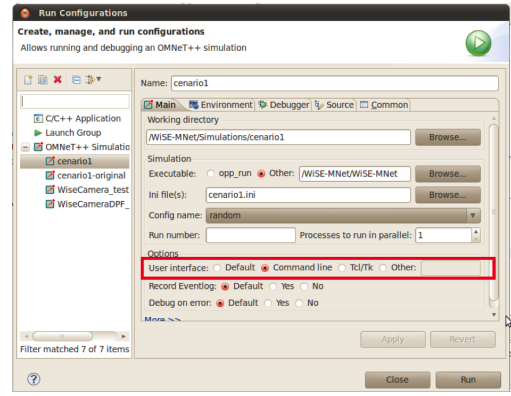 Run Configurations
Create, manage, and run configurations
Allows running and debugging an OMNeT++ simulation
Name: cenario1
Main Environment Debugger Source Common
C/C++ Application
Launch Group
OMNeT++ Simulatio
cenario1
cenario1-original
WiseCamera_test
WiseCameraDPF_
Filter matched 7 of 7 items
Working directory
/WiSE-MNet/Simulations/cenario1 Browse...
Simulation
Executable: opp_run Other: /WiSE-MNet/WiSE-MNet
Ini file(s): cenario1.ini Browse...
Config name: random
Run number: Processes to run in parallel: 1
Options
User interface: Default Command line Tcl/Tk Other:
Record Eventlog: Default Yes No
Debug on error: Default Yes No
More >>
Apply Revert
Close Run